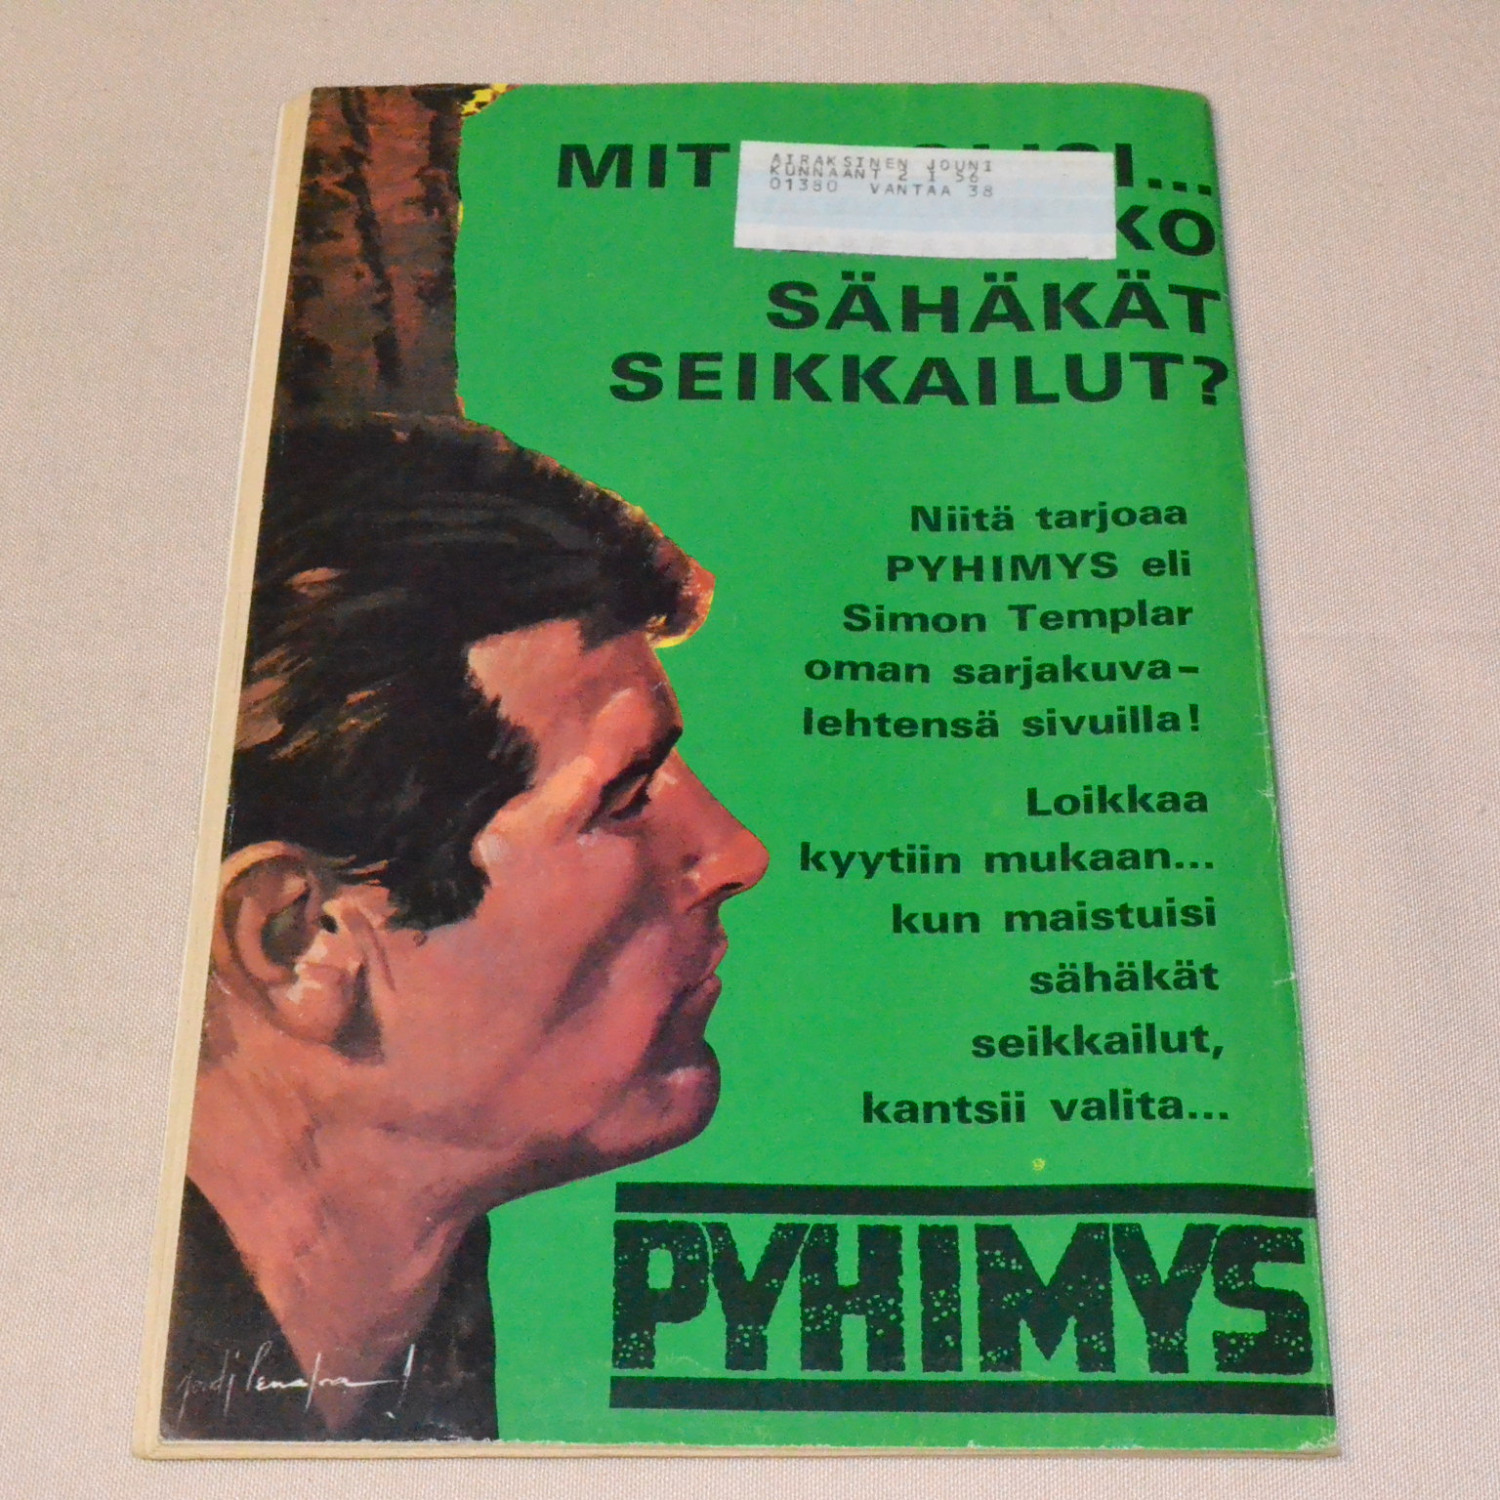 MIT
AIRAKSINEN JOUNI
KUNNAANT 2 I 56
01380 VANTAA 38
KO
SÄHÄKÄT
SEIKKAILUT?
Niitä tarjoaa
PYHIMYS eli
Simon Templar
oman sarjakuva-
lehtensä sivuilla!
Loikkaa
kyytiin mukaan...
kun maistuisi
sähäkät
seikkailut,
kantsii valita...
PYHIMYS